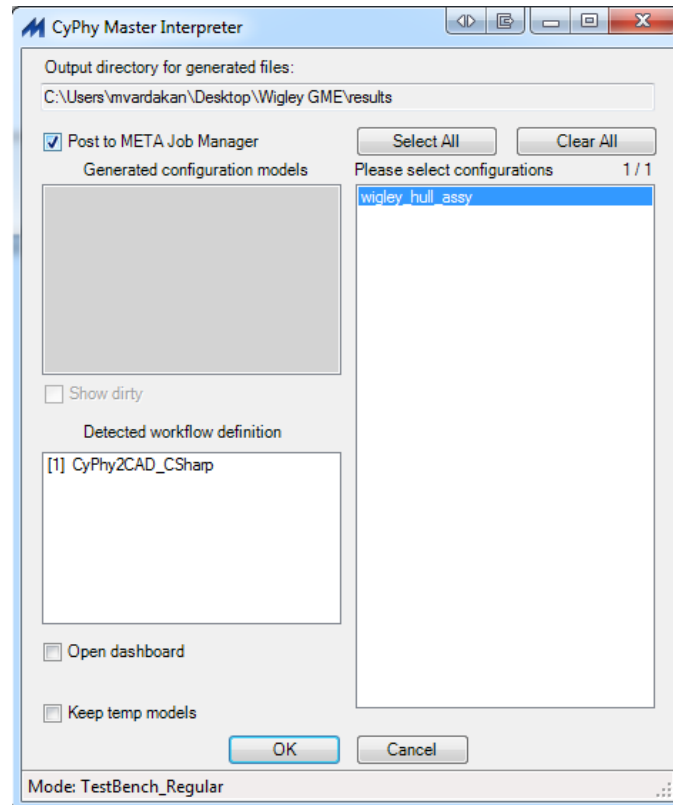 CyPhy Master Interpreter
Output directory for generated files:
C:\Users\mvardakan\Desktop\Wigley GME\results
Post to META Job Manager
Select All
Clear All
Generated configuration models
Please select configurations
1 / 1
wigley_hull_assy
Show dirty
Detected workflow definition
[1] CyPhy2CAD_CSharp
Open dashboard
Keep temp models
OK
Cancel
Mode: TestBench_Regular